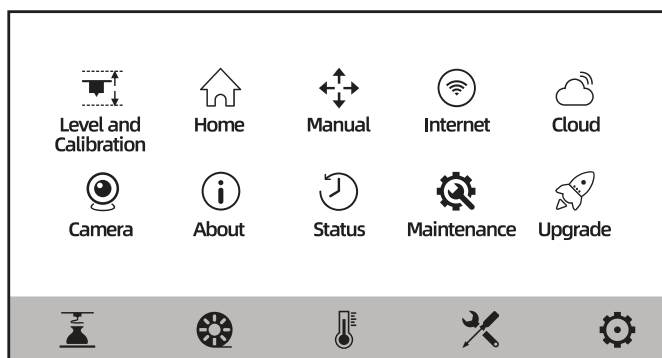 Level and
Calibration
Home
Manual
Internet
Cloud
Camera
About
Status
Maintenance
Upgrade